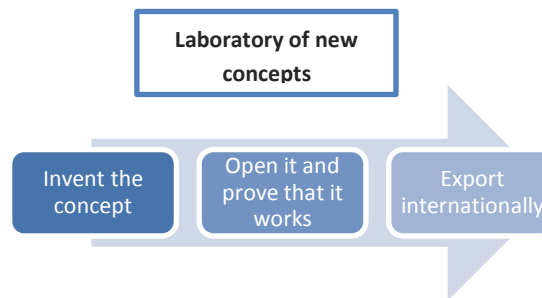 Laboratory of new
concepts
Invent the
concept
Open it and
prove that it
works
Export
internationally